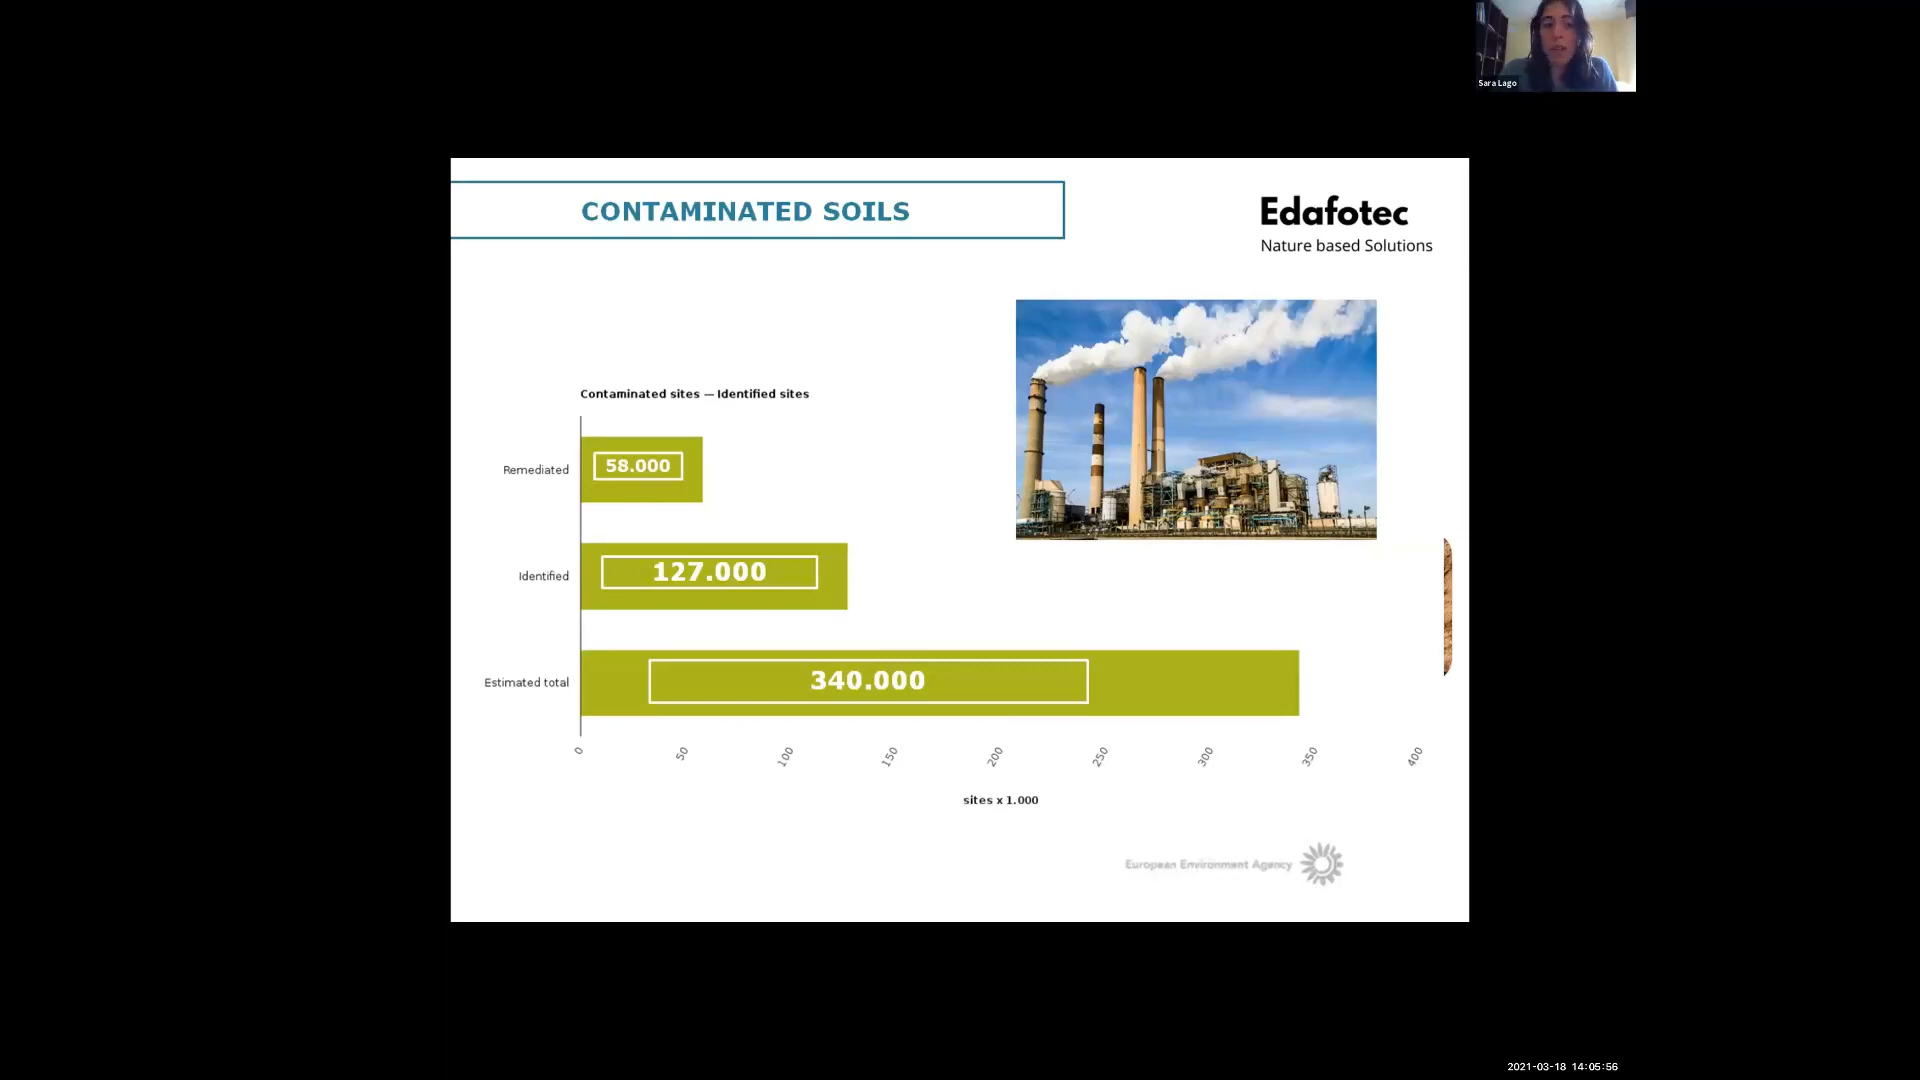 Sara Lago
CONTAMINATED SOILS
Edafotec
Nature based Solutions
Contaminated sites — Identified sites
Remediated
58.000
Identified
127.000
Estimated total
340.000
0
50
100
150
200
250
300
350
400
sites x 1.000
European Environment Agency
2021-03-18 14:05:56